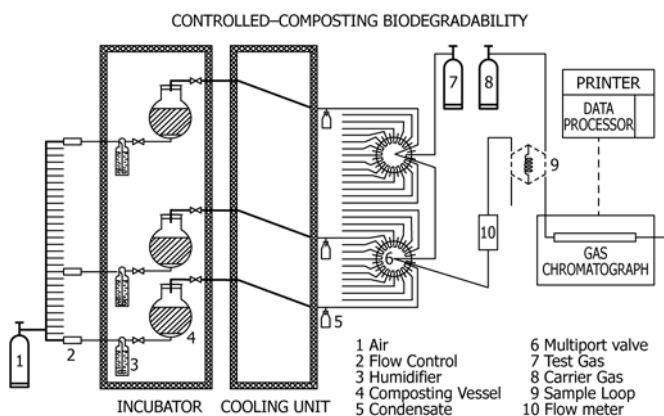 CONTROLLED–COMPOSTING BIODEGRADABILITY
7
8
PRINTER
DATA
PROCESSOR
9
10
6
GAS
CHROMATOGRAPH
4
5
1
2
3
INCUBATOR
COOLING UNIT
1 Air
2 Flow Control
3 Humidifier
4 Composting Vessel
5 Condensate
6 Multiport valve
7 Test Gas
8 Carrier Gas
9 Sample Loop
10 Flow meter